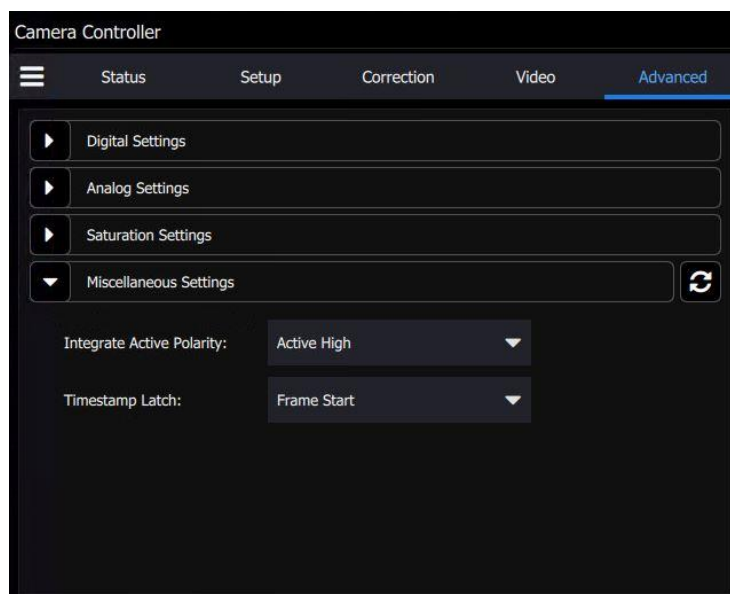 Camera Controller
Status Setup Correction Video Advanced
Digital Settings
Analog Settings
Saturation Settings
Miscellaneous Settings
Integrate Active Polarity: Active High
Timestamp Latch: Frame Start